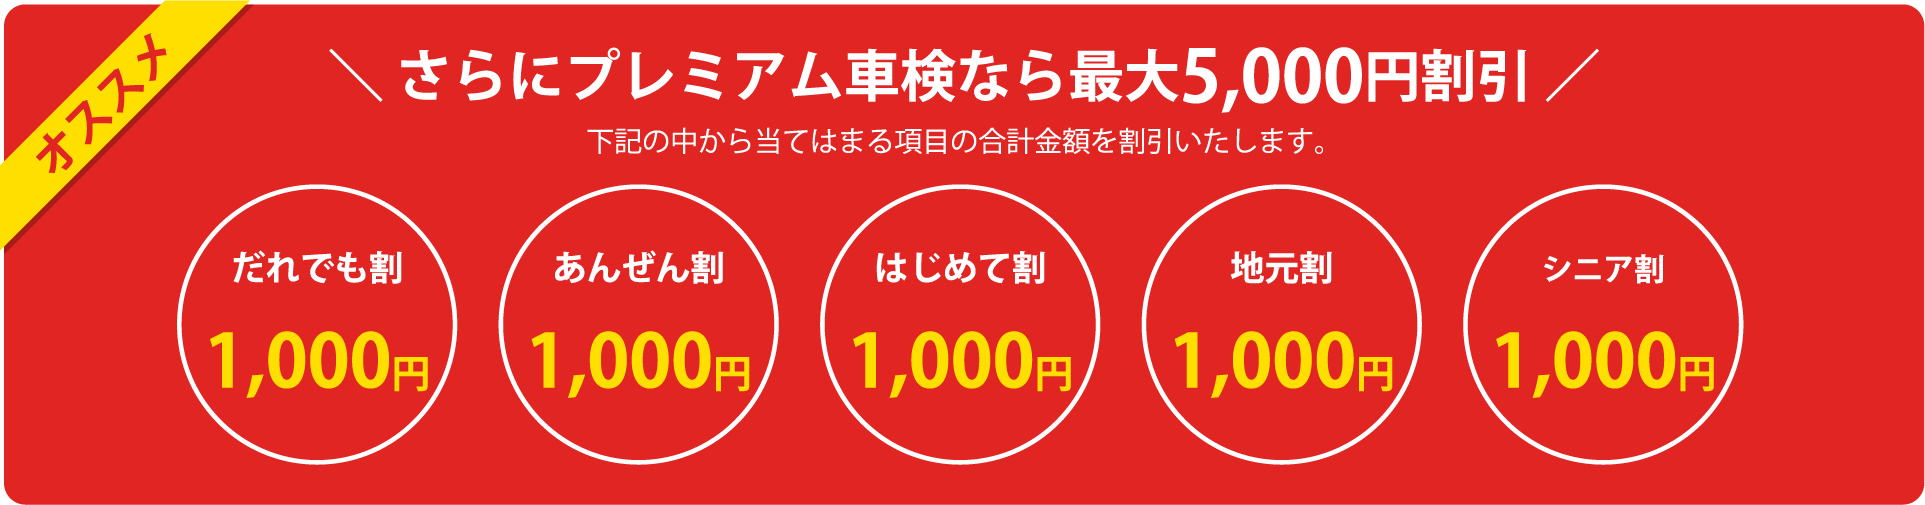 オススメ
＼ さらにプレミアム車検なら最大5,000円割引 ／
下記の中から当てはまる項目の合計金額を割引いたします。
だれでも割
1,000円
あんぜん割
1,000円
はじめて割
1,000円
地元割
1,000円
シニア割
1,000円